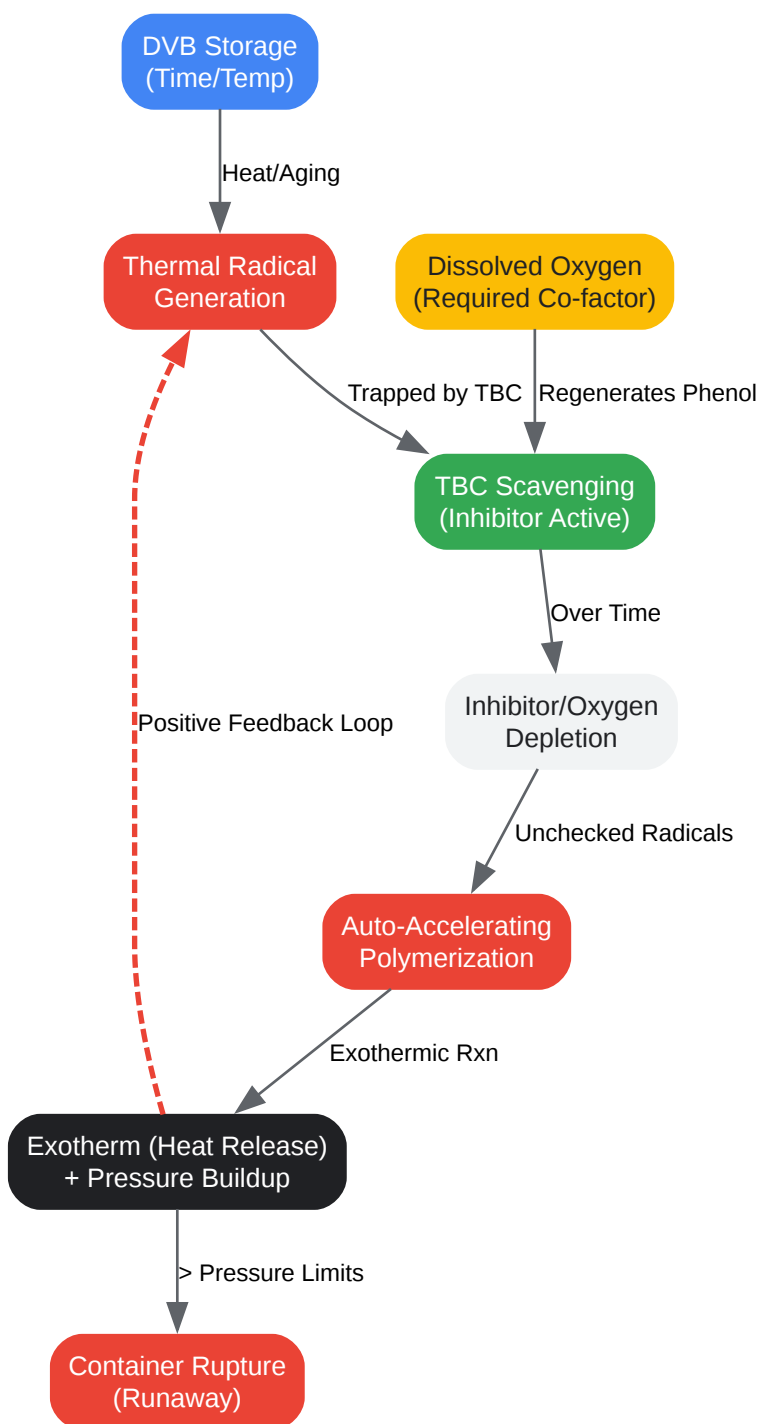 DVB Storage
(Time/Temp)
Heat/Aging
Thermal Radical
Generation
Dissolved Oxygen
(Required Co-factor)
Trapped by TBC
Regenerates Phenol
TBC Scavenging
(Inhibitor Active)
Over Time
Inhibitor/Oxygen
Depletion
Positive Feedback Loop
Unchecked Radicals
Auto-Accelerating
Polymerization
Exothermic Rxn
Exotherm (Heat Release)
+ Pressure Buildup
> Pressure Limits
Container Rupture
(Runaway)